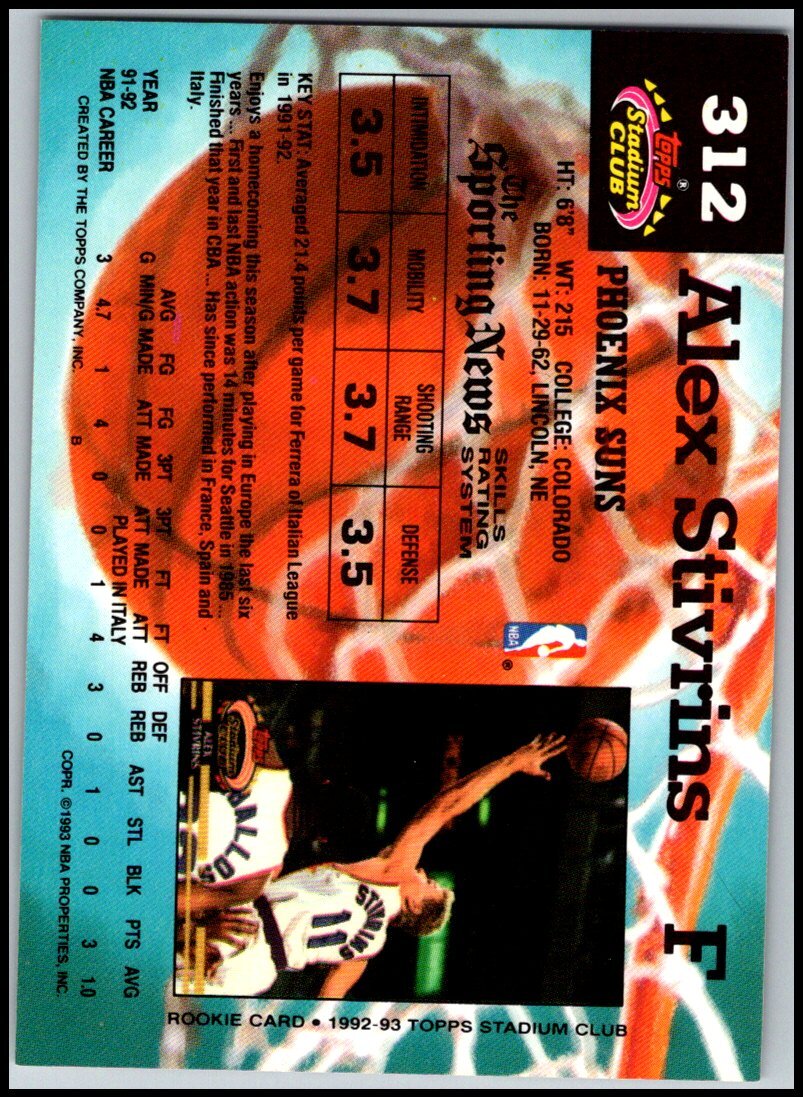 312
Alex Stivrins F
topps®
Stadium
CLUB
PHOENIX SUNS
HT: 6'8" WT: 215 COLLEGE: COLORADO
BORN: 11-29-62, LINCOLN, NE
The
Sporting News
SKILLS
RATING
SYSTEM
NBA
®
INTIMIDATION MOBILITY SHOOTING RANGE DEFENSE
3.5 3.7 3.7 3.5
KEY STAT: Averaged 21.4 points per game for Ferrera of Italian League
in 1991-92.
Enjoys a homecoming this season after playing in Europe the last six
years ... First and last NBA action was 14 minutes for Seattle in 1985 ...
Finished that year in CBA ... Has since performed in France, Spain and
Italy.
AVG FG FG 3PT 3PT FT FT OFF DEF
YEAR G MIN/G MADE ATT MADE ATT MADE ATT REB REB AST STL BLK PTS AVG
91-92 PLAYED IN ITALY
NBA CAREER 3 4.7 1 4 0 0 1 4 3 0 1 0 0 3 1.0
CREATED BY THE TOPPS COMPANY, INC. B COPR. ©1993 NBA PROPERTIES, INC.
STIVRINS
11
topps
Stadium
CLUB
ALEX
STIVRINS
ROOKIE CARD • 1992-93 TOPPS STADIUM CLUB